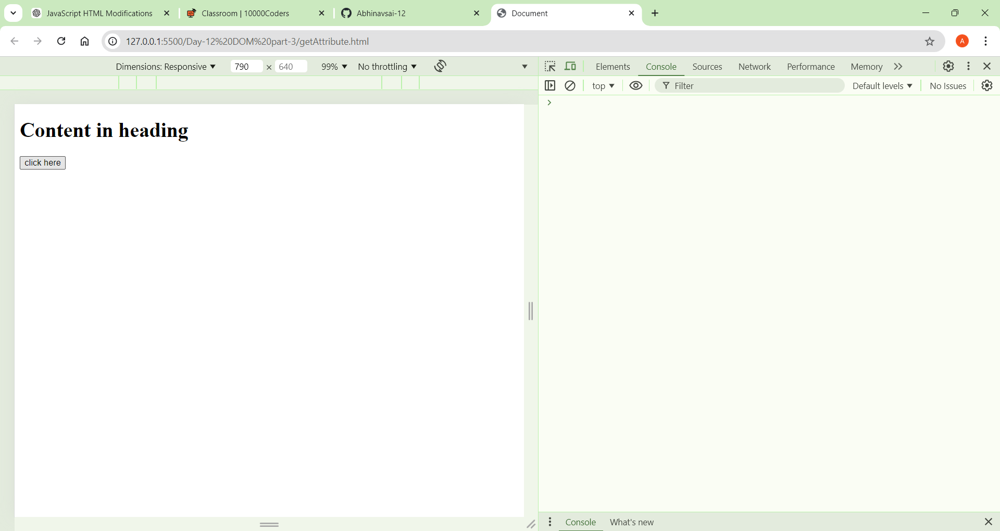 JavaScript HTML Modifications
Classroom | 10000Coders
Abhinavsai-12
Document
127.0.0.1:5500/Day-12%20DOM%20part-3/getAttribute.html
A
Dimensions: Responsive 790 × 640 99% No throttling
Elements Console Sources Network Performance Memory
top Filter Default levels No Issues
Content in heading
click here
Console What's new